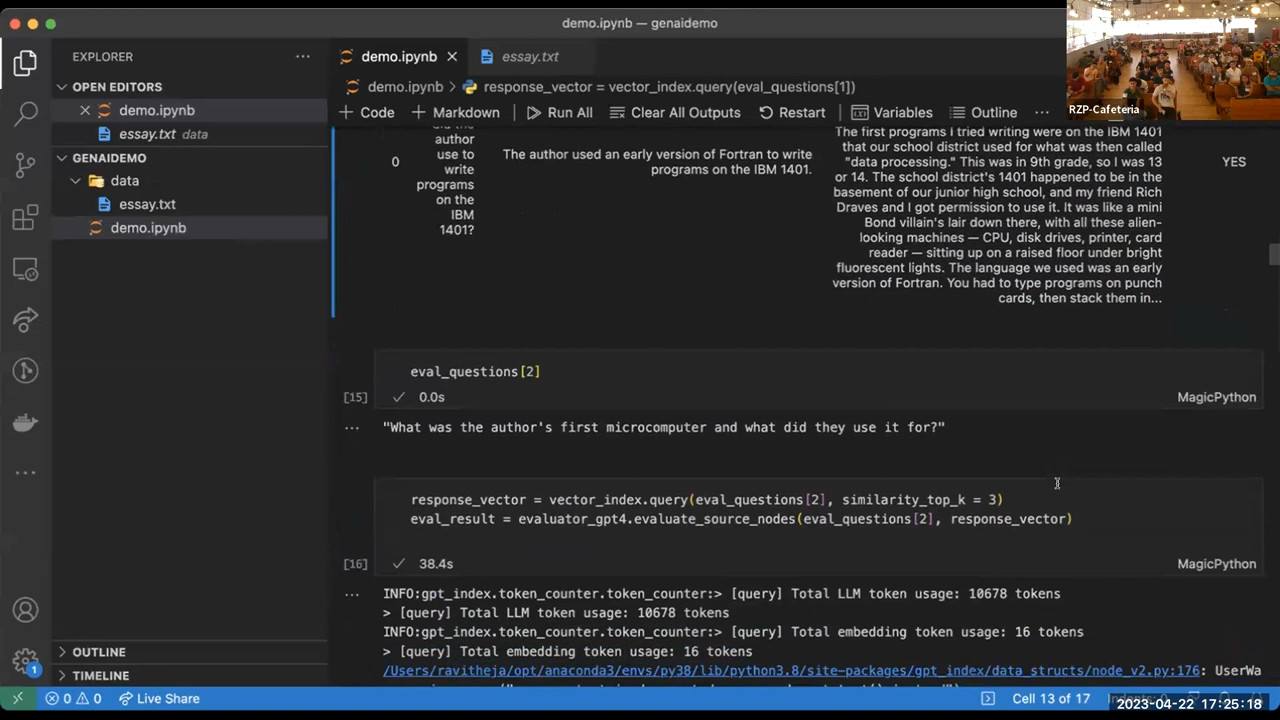 demo.ipynb — genaidemo
RZP-Cafeteria
EXPLORER
OPEN EDITORS
demo.ipynb
essay.txt data
GENAIDEMO
data
essay.txt
demo.ipynb
OUTLINE
TIMELINE
demo.ipynb
essay.txt
demo.ipynb > response_vector = vector_index.query(eval_questions[1])
+ Code + Markdown Run All Clear All Outputs Restart Variables Outline ...
author
use to
write
programs
on the
IBM
1401?
0
The author used an early version of Fortran to write
programs on the IBM 1401.
The first programs I tried writing were on the IBM 1401
that our school district used for what was then called
"data processing." This was in 9th grade, so I was 13
or 14. The school district's 1401 happened to be in the
basement of our junior high school, and my friend Rich
Draves and I got permission to use it. It was like a mini
Bond villain's lair down there, with all these alien-
looking machines — CPU, disk drives, printer, card
reader — sitting up on a raised floor under bright
fluorescent lights. The language we used was an early
version of Fortran. You had to type programs on punch
cards, then stack them in...
YES
eval_questions[2]
[15] 0.0s MagicPython
"What was the author's first microcomputer and what did they use it for?"
response_vector = vector_index.query(eval_questions[2], similarity_top_k = 3)
eval_result = evaluator_gpt4.evaluate_source_nodes(eval_questions[2], response_vector)
[16] 38.4s MagicPython
INFO:gpt_index.token_counter.token_counter:> [query] Total LLM token usage: 10678 tokens
> [query] Total LLM token usage: 10678 tokens
INFO:gpt_index.token_counter.token_counter:> [query] Total embedding token usage: 16 tokens
> [query] Total embedding token usage: 16 tokens
/Users/ravitheja/opt/anaconda3/envs/py38/lib/python3.8/site-packages/gpt_index/data_structs/node_v2.py:176: UserWa
1
0 0 Live Share
Cell 13 of 17
2023-04-22 17:25:18